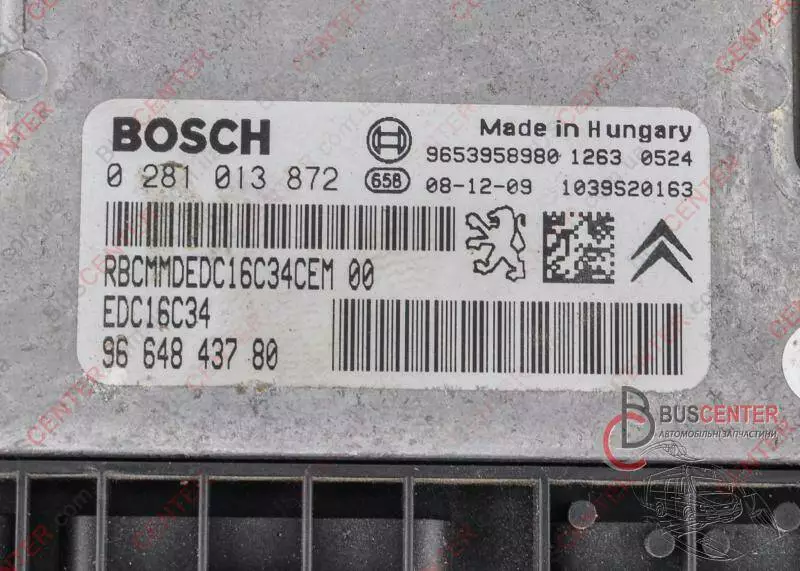 BOSCH
Made in Hungary
0 281 013 872
9653958980 1263 0524
658
08-12-09 1039S20163
RBCMMDEDC16C34CEM 00
EDC16C34
96 648 437 80
BUSCENTER
АВТОМОБІЛЬНІ ЗАПЧАСТИНИ